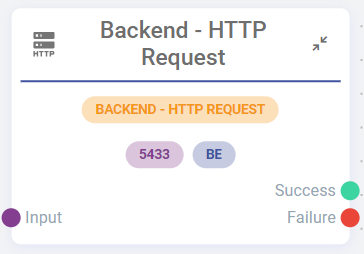 Backend - HTTP
Request
HTTP
BACKEND - HTTP REQUEST
5433 BE
Success
Input Failure